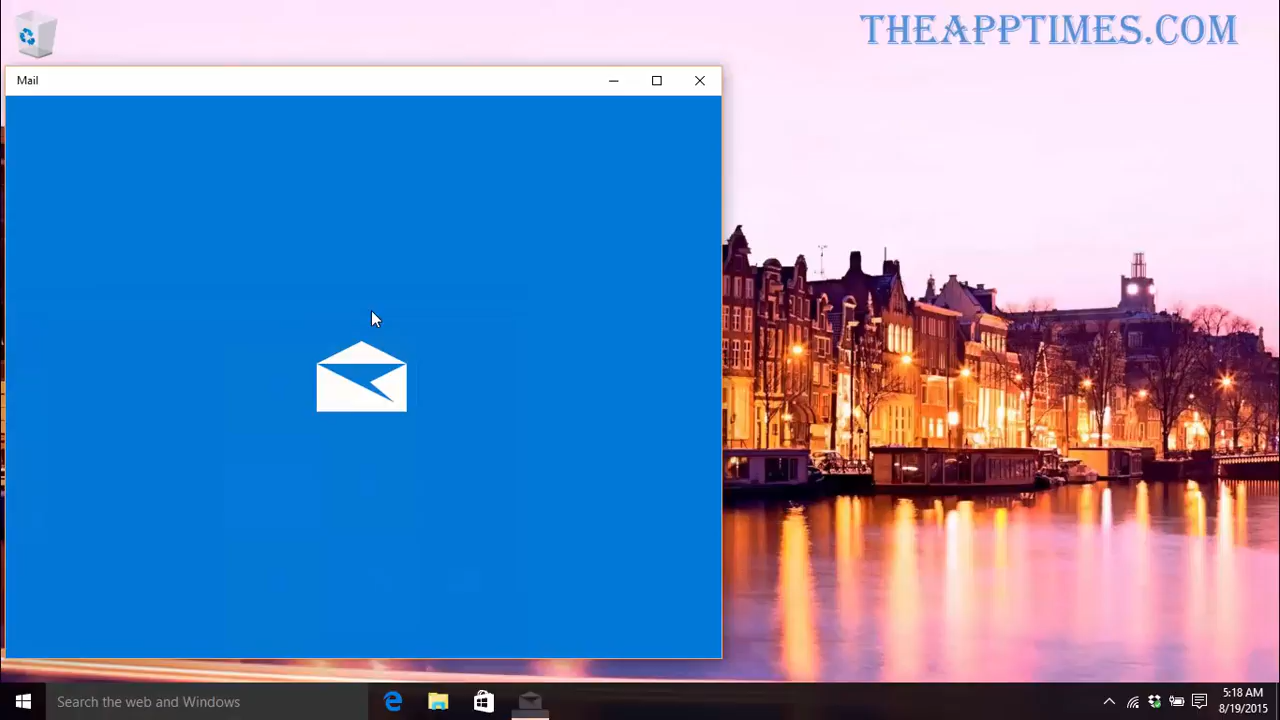 THEAPPTIMES.COM
Mail
Search the web and Windows
5:18 AM
8/19/2015